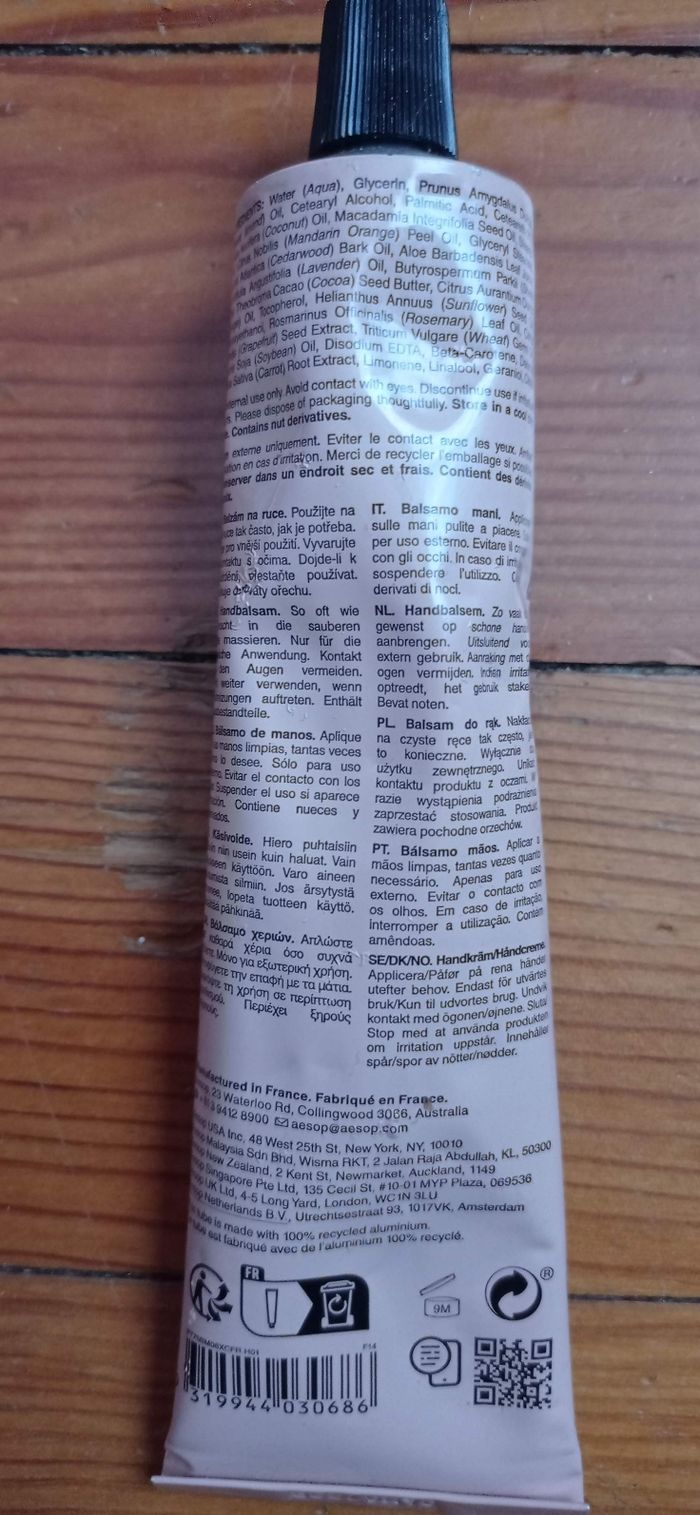 Water (Aqua), Glycerin, Prunus Amygdalus
Oil, Cetearyl Alcohol, Palmitic Acid,
(Coconut) Oil, Macadamia Integrifolia Seed Oil,
Nobilis (Mandarin Orange) Peel Oil, Glyceryl
(Cedarwood) Bark Oil, Aloe Barbadensis Leaf
Angustifolia (Lavender) Oil, Butyrospermum Parkii
Theobroma Cacao (Cocoa) Seed Butter, Citrus Aurantium
Oil, Tocopherol, Helianthus Annuus (Sunflower) Seed
Rosmarinus Officinalis (Rosemary) Leaf Oil,
(Grapefruit) Seed Extract, Triticum Vulgare (Wheat)
Soja (Soybean) Oil, Disodium EDTA, Beta-Carotene,
Sativa (Carrot) Root Extract, Limonene, Linalool, Geraniol,
use only Avoid contact with eyes. Discontinue use if
Please dispose of packaging thoughtfully. Store in a cool
Contains nut derivatives.
externe uniquement. Eviter le contact avec les yeux.
en cas d'irritation. Merci de recycler l'emballage si
dans un endroit sec et frais. Contient des
na ruce. Použijte na
tak často, jak je potřeba.
pro vnější použití. Vyvarujte
s očima. Dojde-li k
přestaňte používat.
deriváty ořechu.
Handbalsam. So oft wie
in die sauberen
massieren. Nur für die
Anwendung. Kontakt
den Augen vermeiden.
weiter verwenden, wenn
auftreten. Enthält
Bálsamo de manos. Aplique
manos limpias, tantas veces
lo desee. Sólo para uso
Evitar el contacto con los
Suspender el uso si aparece
Contiene nueces y
Käsivoide. Hiero puhtaisiin
niin usein kuin haluat. Vain
käyttöön. Varo aineen
silmiin. Jos ärsytystä
lopeta tuotteen käyttö.
pähkinää.
Βάλσαμο χεριών. Απλώστε
καθαρά χέρια όσο συχνά
Μόνο για εξωτερική χρήση.
την επαφή με τα μάτια.
τη χρήση σε περίπτωση
Περιέχει ξηρούς
IT. Balsamo mani.
sulle mani pulite a piacere.
per uso esterno. Evitare il
con gli occhi. In caso di
sospendere l'utilizzo.
derivati di noci.
NL. Handbalsem. Zo
gewenst op schone
aanbrengen. Uitsluitend
extern gebruik. Aanraking met
ogen vermijden. Indien
optreedt, het gebruik
Bevat noten.
PL. Balsam do rąk.
na czyste ręce tak często,
to konieczne. Wyłącznie
użytku zewnętrznego.
kontaktu produktu z oczami.
razie wystąpienia
zaprzestać stosowania.
zawiera pochodne orzechów.
PT. Bálsamo mãos. Aplicar
mãos limpas, tantas vezes quanto
necessário. Apenas para uso
externo. Evitar o contacto com
os olhos. Em caso de irritação,
interromper a utilização. Contém
amêndoas.
SE/DK/NO. Handkräm/Håndcreme.
Applicera/Påfør på rena händer
utefter behov. Endast för utvärtes
bruk/Kun til udvortes brug. Undvik
kontakt med ögonen/øjnene.
Stop med at använda produkten
om irritation uppstår. Innehåller
spår/spor av nötter/nødder.
in France. Fabriqué en France.
23 Waterloo Rd, Collingwood 3066, Australia
9412 8900 aesop@aesop.com
USA Inc, 48 West 25th St, New York, NY, 10010
Malaysia Sdn Bhd, Wisma RKT, 2 Jalan Raja Abdullah, KL, 50300
New Zealand, 2 Kent St, Newmarket, Auckland, 1149
Singapore Pte Ltd, 135 Cecil St, #10-01 MYP Plaza, 069536
UK Ltd, 4-5 Long Yard, London, WC1N 3LU
Netherlands B V, Utrechtsestraat 93, 1017VK, Amsterdam
tube is made with 100% recycled aluminium.
est fabriqué avec de l'aluminium 100% recyclé.
FR
9M
®
F14
319944 030686